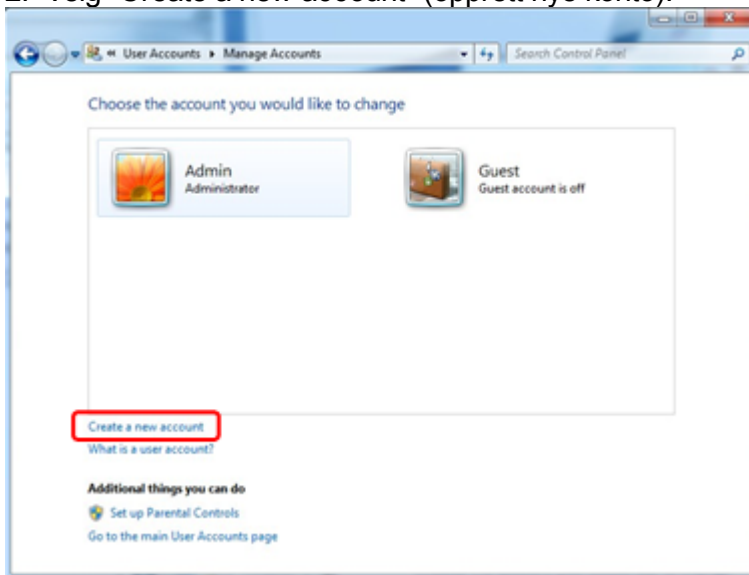 2. Velg "Create a new account" (opprett nye konto).
User Accounts ▸ Manage Accounts
Search Control Panel
Choose the account you would like to change
Admin
Administrator
Guest
Guest account is off
Create a new account
What is a user account?
Additional things you can do
Set up Parental Controls
Go to the main User Accounts page